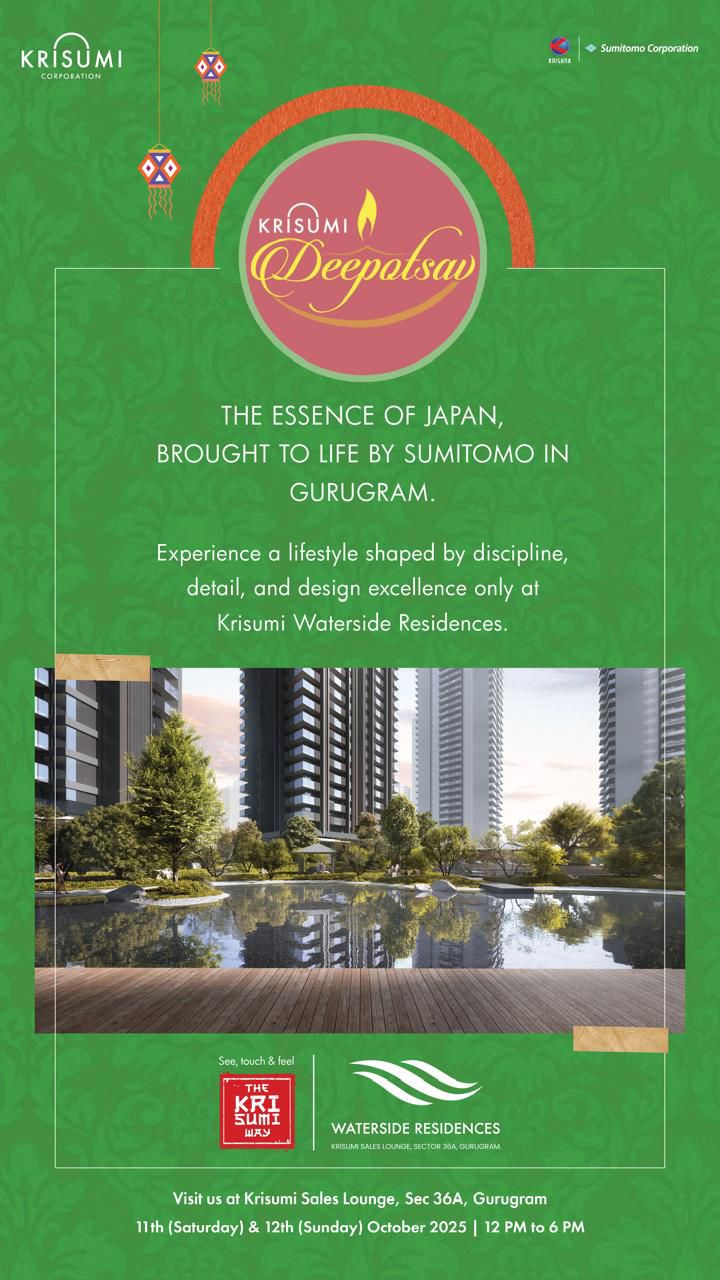 KRISUMI
CORPORATION
KRISHNA
Sumitomo Corporation
KRISUMI
Deepotsav
THE ESSENCE OF JAPAN,
BROUGHT TO LIFE BY SUMITOMO IN
GURUGRAM.
Experience a lifestyle shaped by discipline,
detail, and design excellence only at
Krisumi Waterside Residences.
See, touch & feel
THE
KRI
SUMI
WAY
WATERSIDE RESIDENCES
KRISUMI SALES LOUNGE, SECTOR 36A, GURUGRAM.
Visit us at Krisumi Sales Lounge, Sec 36A, Gurugram
11th (Saturday) & 12th (Sunday) October 2025 | 12 PM to 6 PM